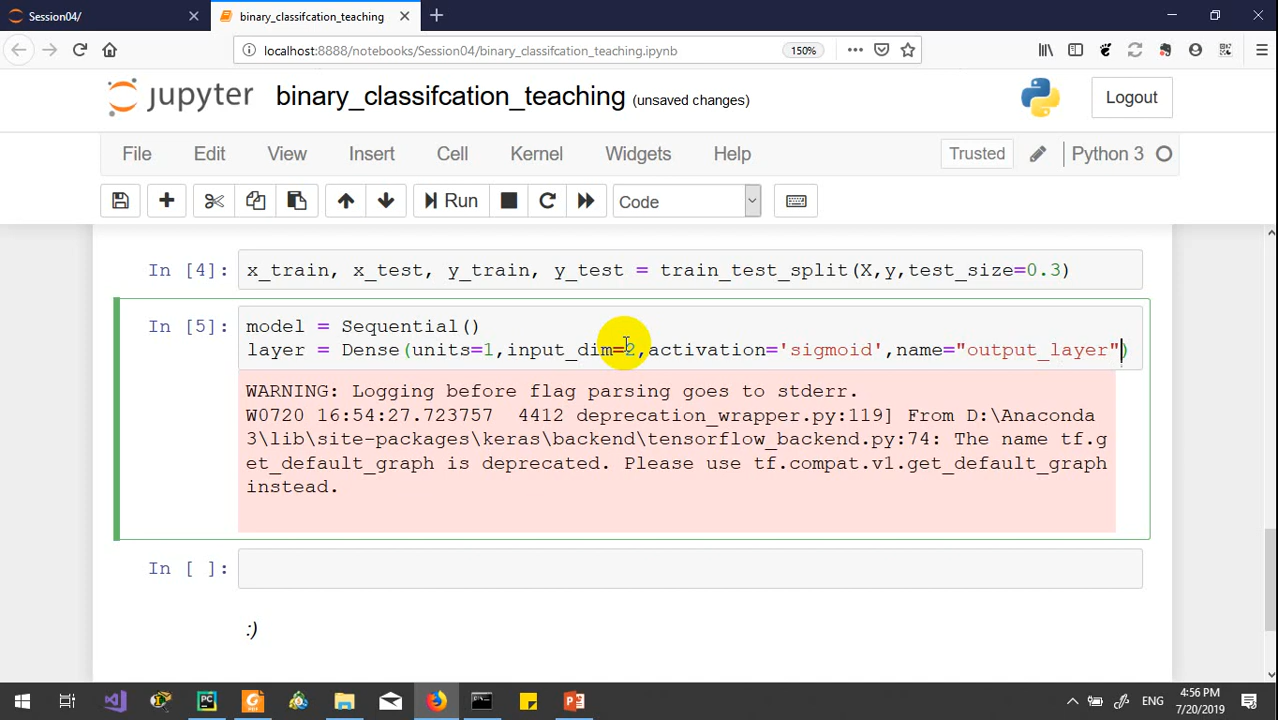 Session04/
binary_classifcation_teaching
localhost:8888/notebooks/Session04/binary_classifcation_teaching.ipynb
150%
jupyter
binary_classifcation_teaching (unsaved changes)
Logout
File Edit View Insert Cell Kernel Widgets Help
Trusted
Python 3
Run
Code
In [4]: x_train, x_test, y_train, y_test = train_test_split(X,y,test_size=0.3)
In [5]: model = Sequential()
layer = Dense(units=1,input_dim=2,activation='sigmoid',name="output_layer")
WARNING: Logging before flag parsing goes to stderr.
W0720 16:54:27.723757  4412 deprecation_wrapper.py:119] From D:\Anaconda
3\lib\site-packages\keras\backend\tensorflow_backend.py:74: The name tf.g
et_default_graph is deprecated. Please use tf.compat.v1.get_default_graph
instead.
In [ ]:
:)
ENG
4:56 PM
7/20/2019